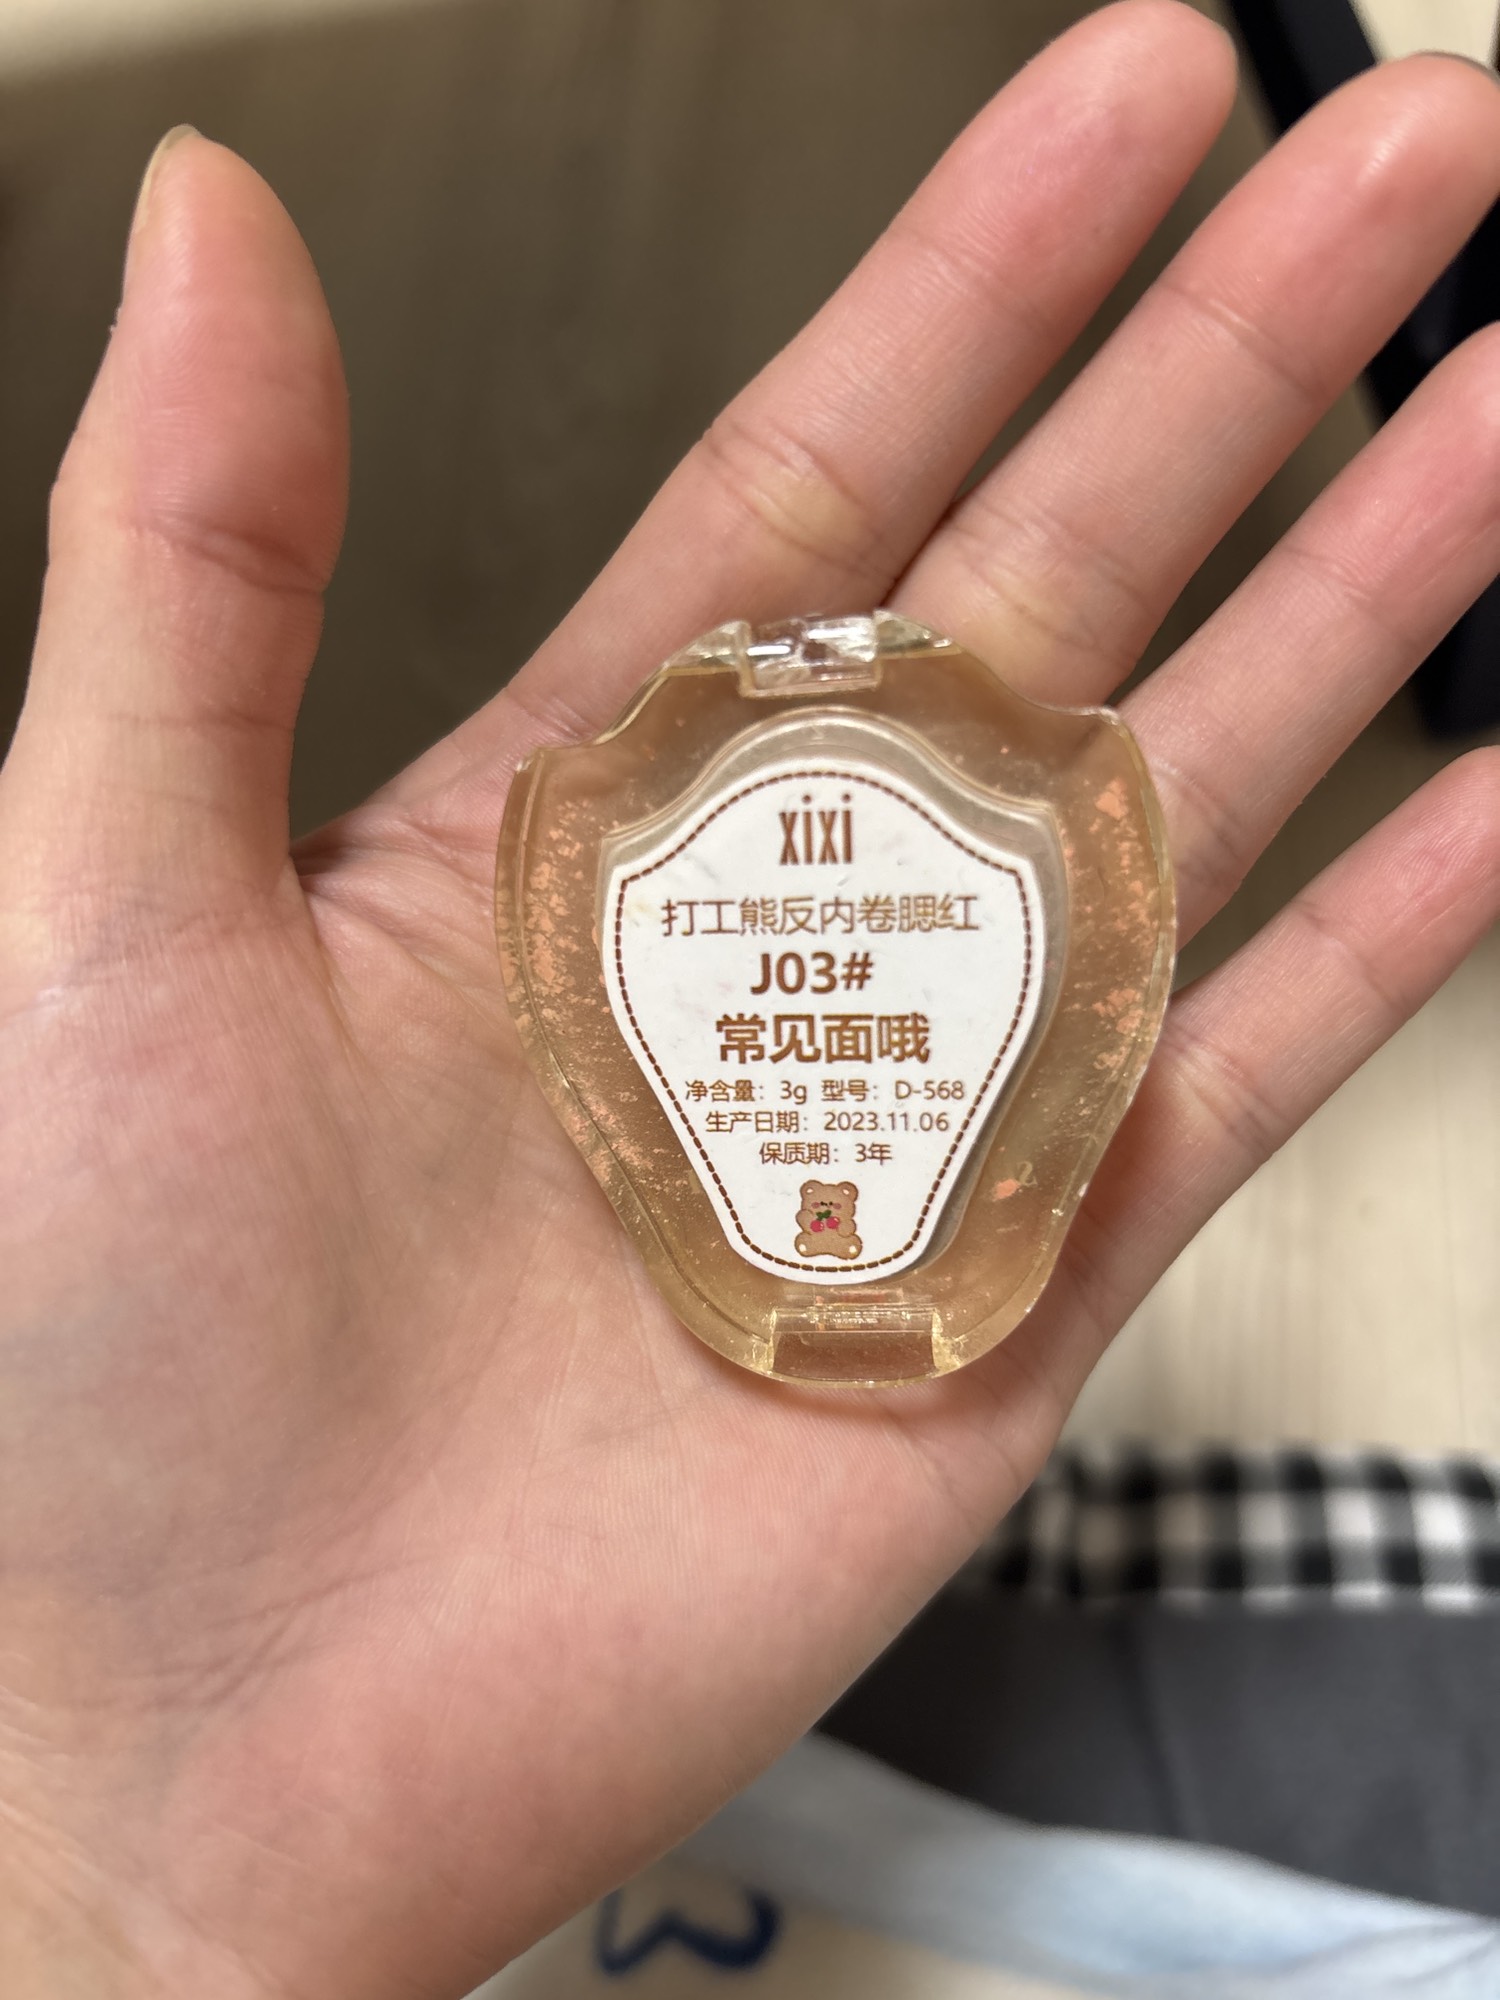 xixi
打工熊反内卷腮红
J03#
常见面哦
净含量：3g 型号：D-568
生产日期：2023.11.06
保质期：3年